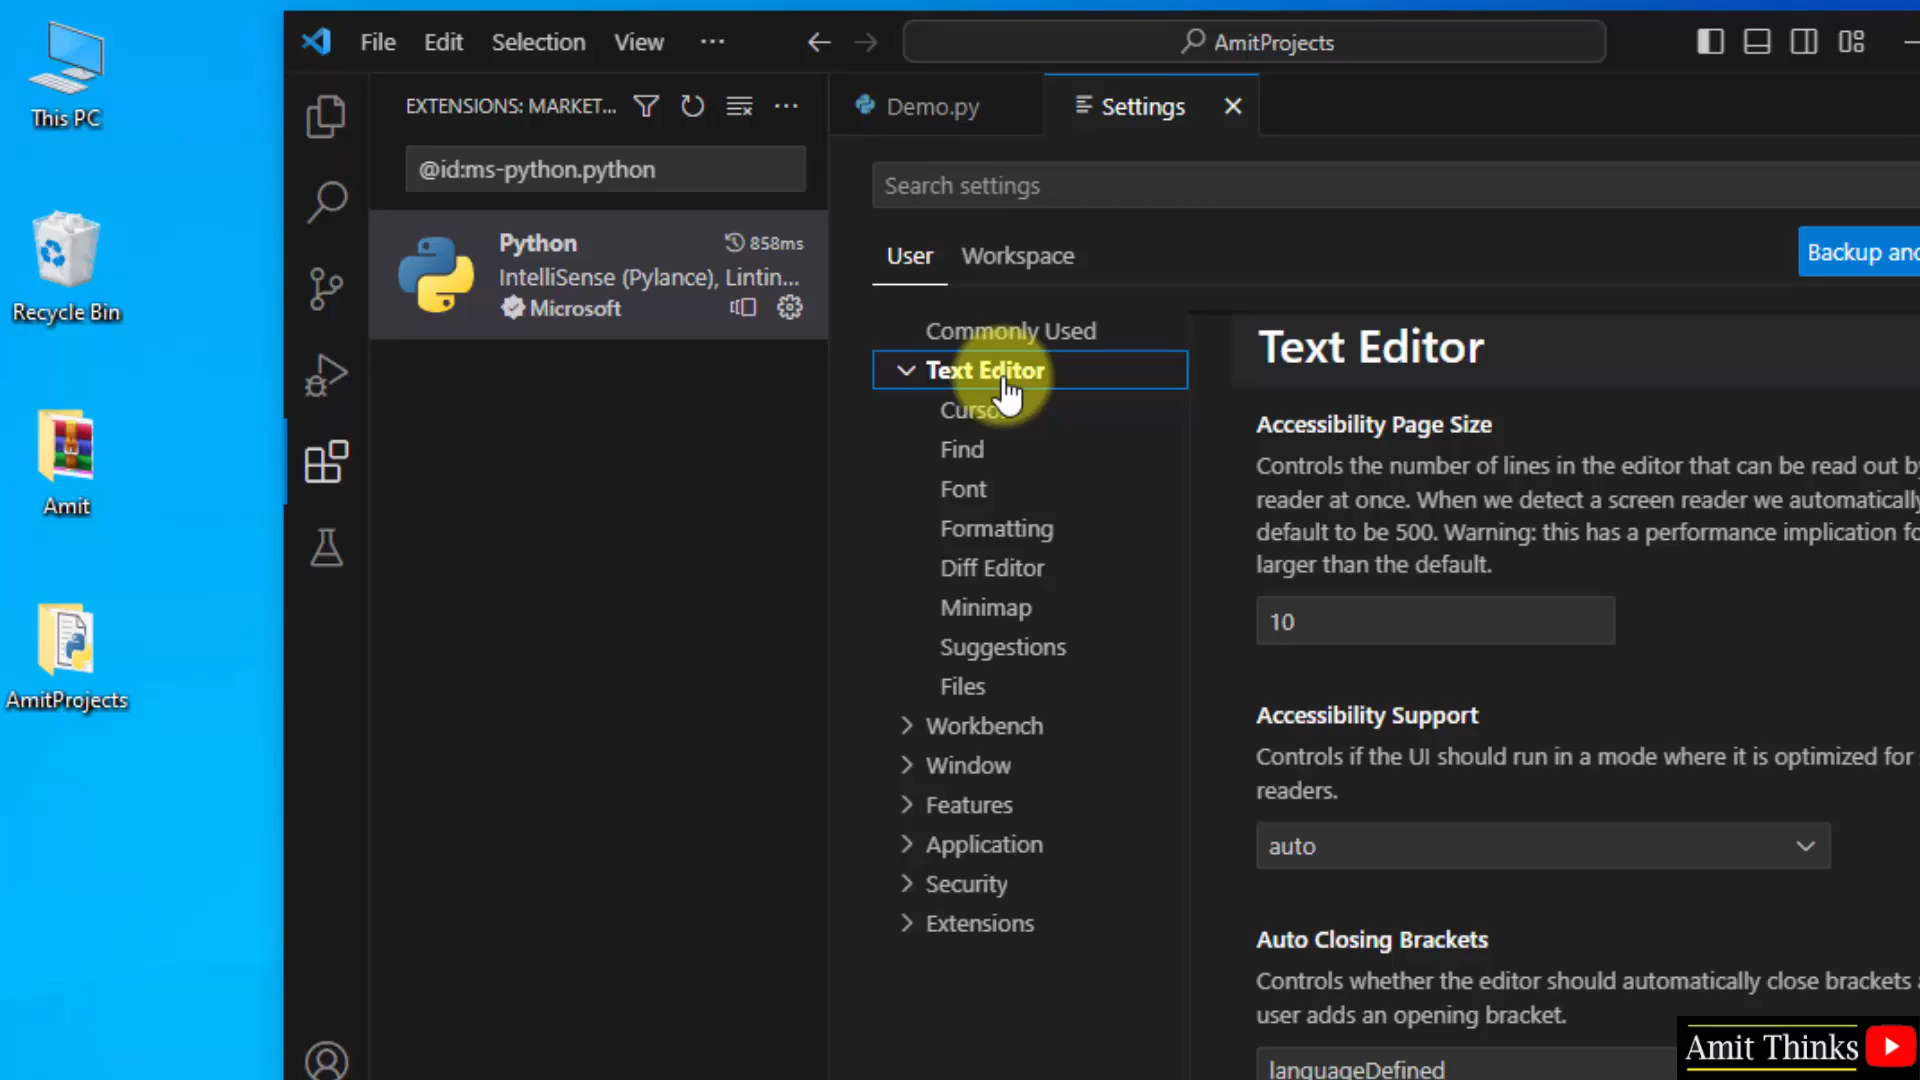 This PC
Recycle Bin
Amit
AmitProjects
File Edit Selection View ···
AmitProjects
EXTENSIONS: MARKET...
@id:ms-python.python
Python
858ms
IntelliSense (Pylance), Lintin...
Microsoft
Demo.py
Settings
Search settings
User Workspace
Backup and
Commonly Used
Text Editor
Cursor
Find
Font
Formatting
Diff Editor
Minimap
Suggestions
Files
Workbench
Window
Features
Application
Security
Extensions
Text Editor
Accessibility Page Size
Controls the number of lines in the editor that can be read out by
reader at once. When we detect a screen reader we automatically
default to be 500. Warning: this has a performance implication fo
larger than the default.
10
Accessibility Support
Controls if the UI should run in a mode where it is optimized for
readers.
auto
Auto Closing Brackets
Controls whether the editor should automatically close brackets a
user adds an opening bracket.
languageDefined
Amit Thinks